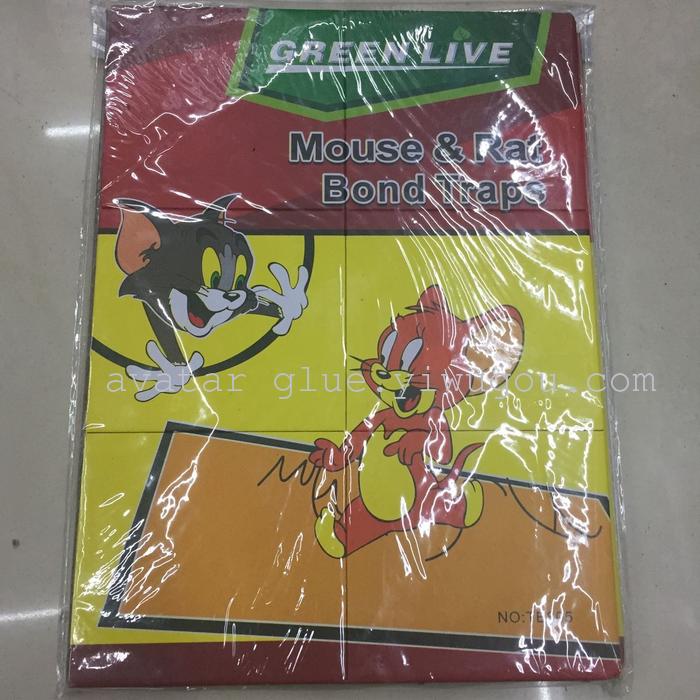 GREEN LIVE
Mouse & Rat
Bond Traps
avatar glue.yiwugou.com